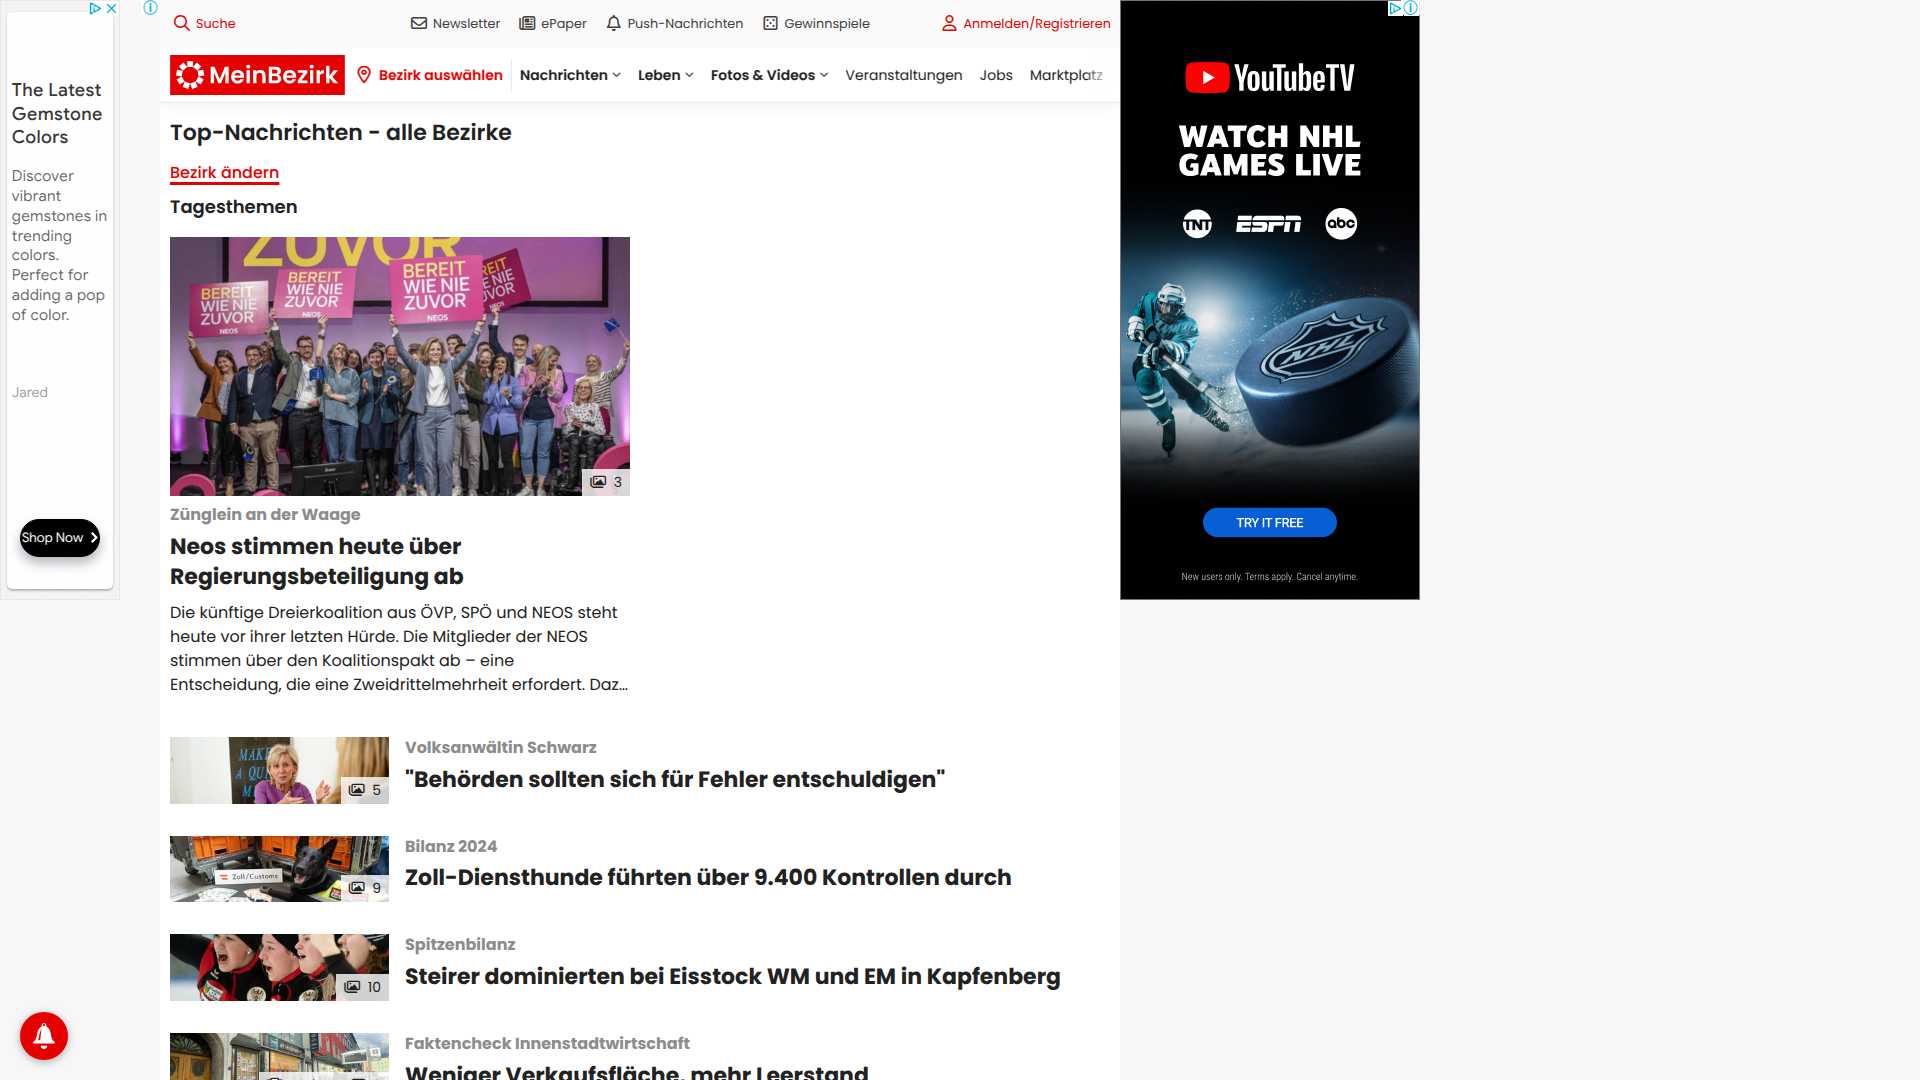 Suche
Newsletter
ePaper
Push-Nachrichten
Gewinnspiele
Anmelden/Registrieren
MeinBezirk
Bezirk auswählen
Nachrichten
Leben
Fotos & Videos
Veranstaltungen
Jobs
Marktplatz
The Latest
Gemstone
Colors
Discover
vibrant
gemstones in
trending
colors.
Perfect for
adding a pop
of color.
Jared
Shop Now
Top-Nachrichten - alle Bezirke
Bezirk ändern
Tagesthemen
ZUVOR
BEREIT
WIE NIE
ZUVOR
NEOS
BEREIT
WIE NIE
ZUVOR
NEOS
BEREIT
WIE NIE
ZUVOR
NEOS
3
Zünglein an der Waage
Neos stimmen heute über
Regierungsbeteiligung ab
Die künftige Dreierkoalition aus ÖVP, SPÖ und NEOS steht
heute vor ihrer letzten Hürde. Die Mitglieder der NEOS
stimmen über den Koalitionspakt ab – eine
Entscheidung, die eine Zweidrittelmehrheit erfordert. Daz...
MAKE
A QU
5
Volksanwältin Schwarz
"Behörden sollten sich für Fehler entschuldigen"
Zoll/Customs
9
Bilanz 2024
Zoll-Diensthunde führten über 9.400 Kontrollen durch
10
Spitzenbilanz
Steirer dominierten bei Eisstock WM und EM in Kapfenberg
Faktencheck Innenstadtwirtschaft
Weniger Verkaufsfläche, mehr Leerstand
YouTubeTV
WATCH NHL
GAMES LIVE
TNT
ESPN
abc
NHL
TRY IT FREE
New users only. Terms apply. Cancel anytime.